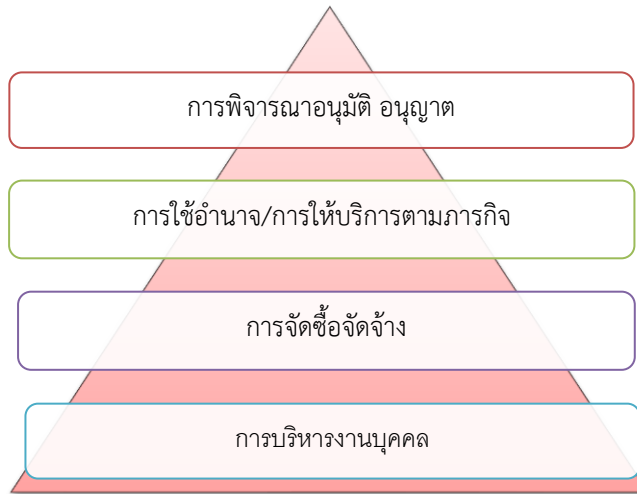 การพิจารณาอนุมัติ อนุญาต
การใช้อำนาจ/การให้บริการตามภารกิจ
การจัดซื้อจัดจ้าง
การบริหารงานบุคคล